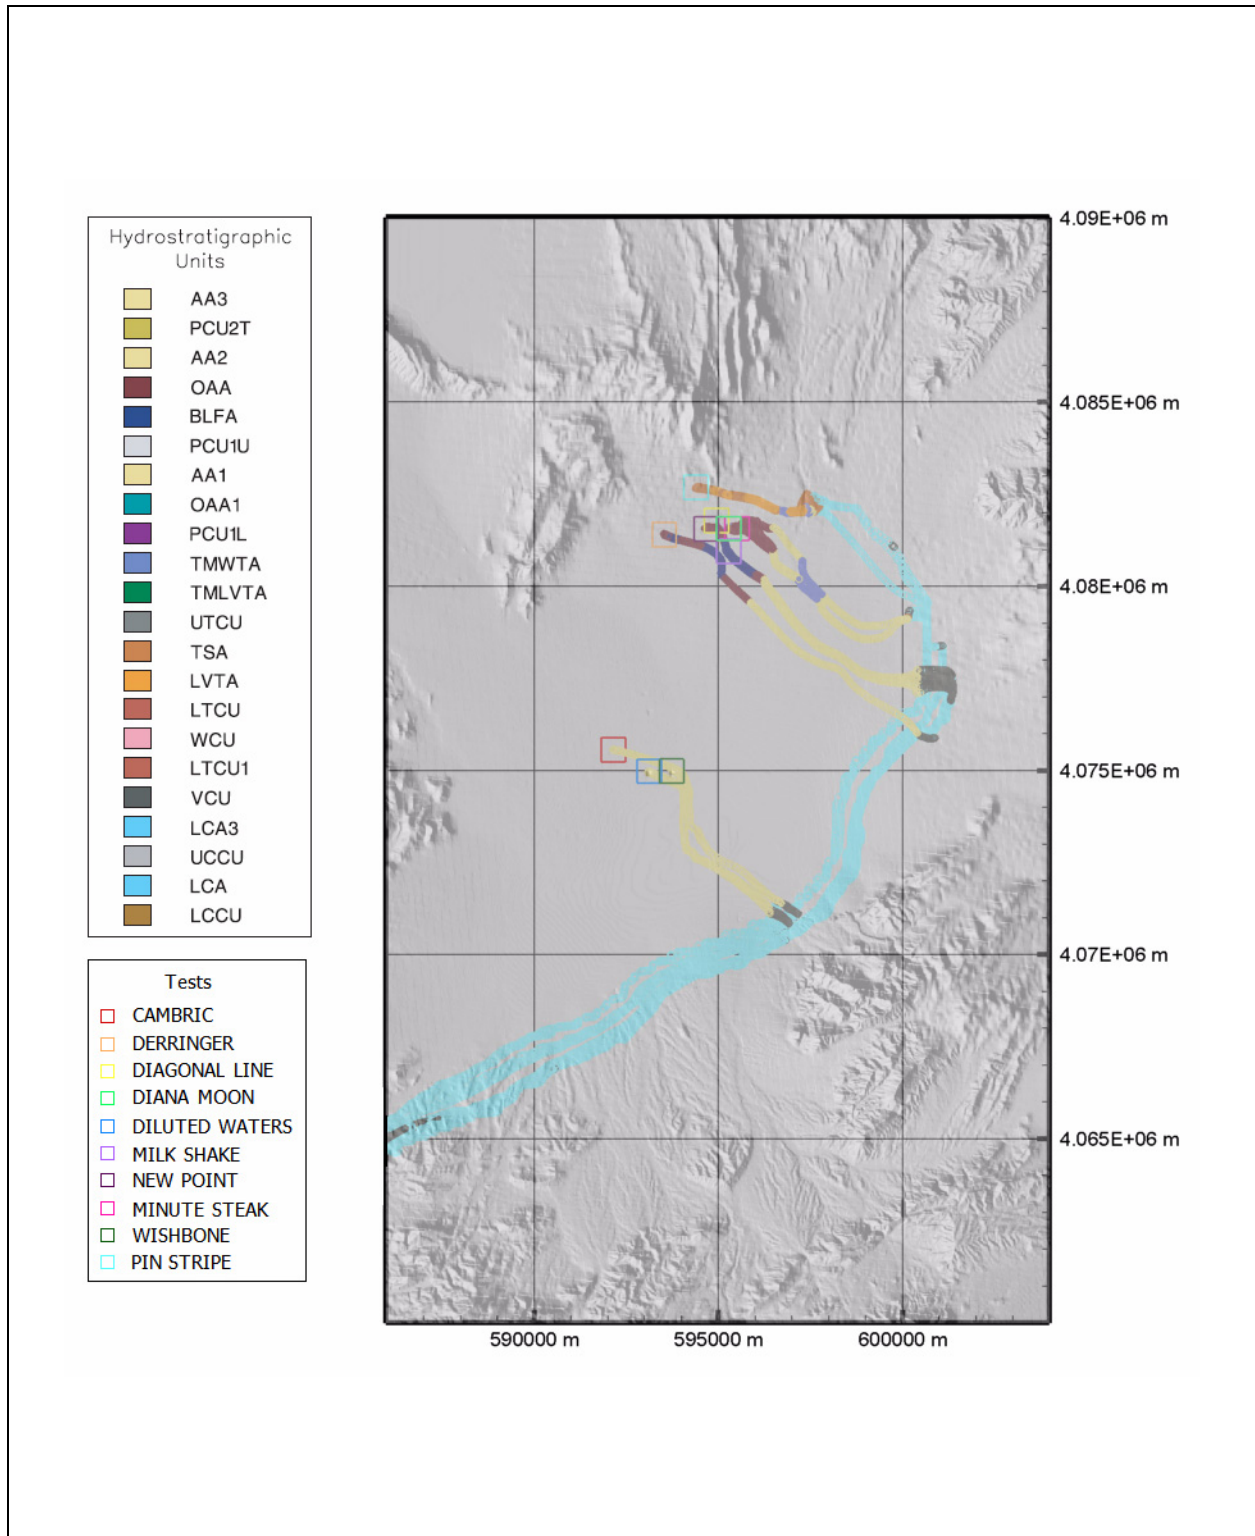 Hydrostratigraphic
Units
AA3
PCU2T
AA2
OAA
BLFA
PCU1U
AA1
OAA1
PCU1L
TMWTA
TMLVTA
UTCU
TSA
LVTA
LTCU
WCU
LTCU1
VCU
LCA3
UCCU
LCA
LCCU
Tests
CAMBRIC
DERRINGER
DIAGONAL LINE
DIANA MOON
DILUTED WATERS
MILK SHAKE
NEW POINT
MINUTE STEAK
WISHBONE
PIN STRIPE
4.09E+06 m
4.085E+06 m
4.08E+06 m
4.075E+06 m
4.07E+06 m
4.065E+06 m
590000 m
595000 m
600000 m